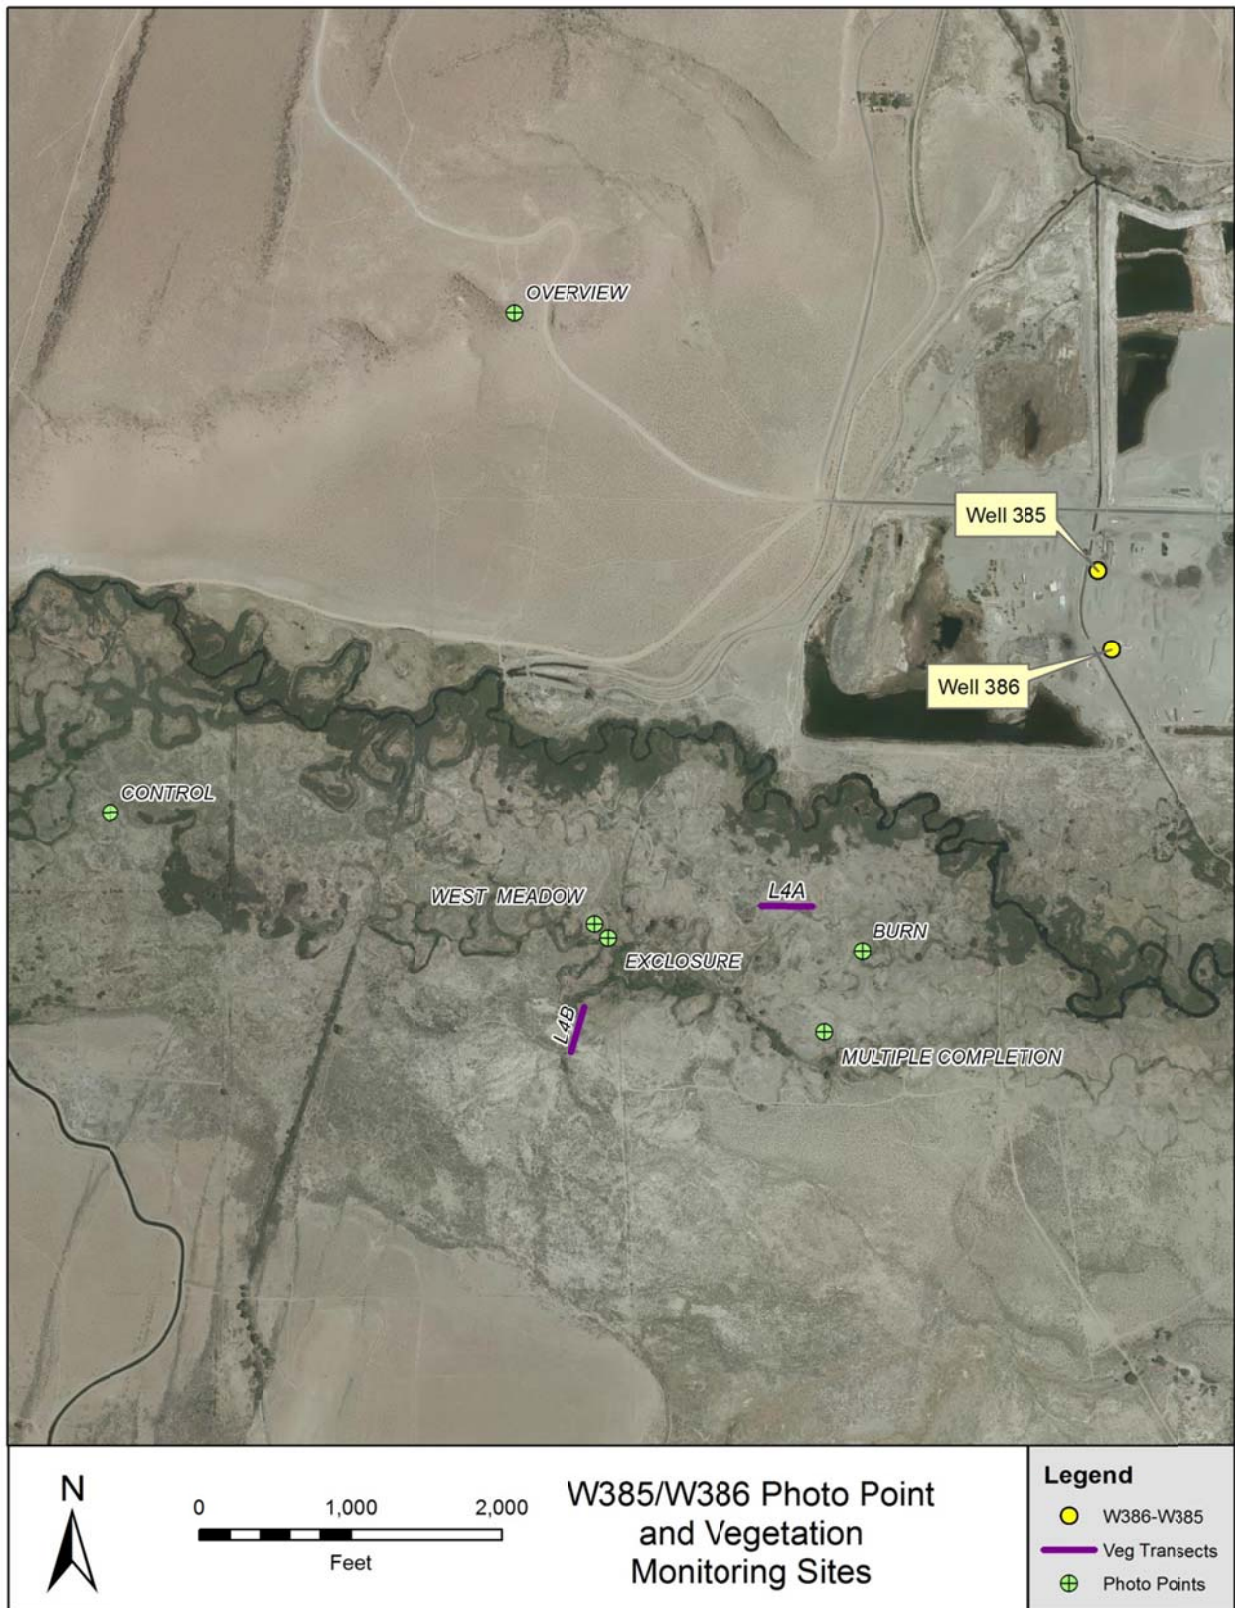 OVERVIEW
Well 385
Well 386
CONTROL
WEST MEADOW
L4A
BURN
EXCLOSURE
L4B
MULTIPLE COMPLETION
N
0 1,000 2,000
Feet
W385/W386 Photo Point
and Vegetation
Monitoring Sites
Legend
W386-W385
Veg Transects
Photo Points